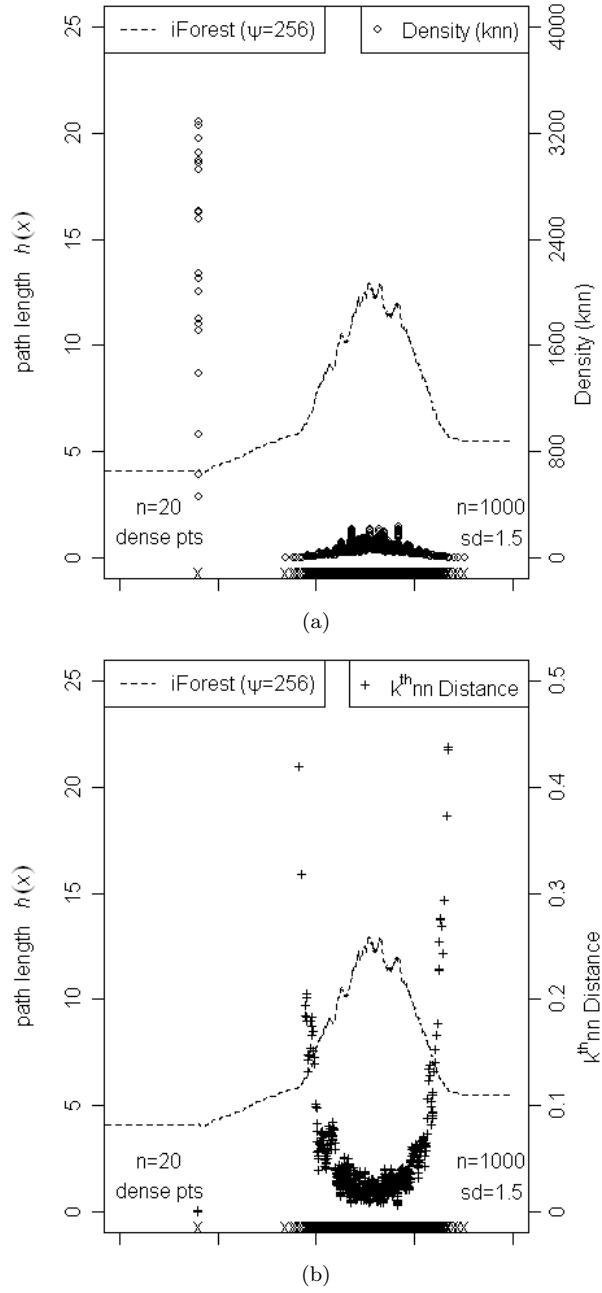 iForest (ψ=256)
Density (knn)
25
20
15
10
5
0
path length h(x)
4000
3200
2400
1600
800
0
Density (knn)
n=20
dense pts
n=1000
sd=1.5
(a)
iForest (ψ=256)
kthnn Distance
25
20
15
10
5
0
path length h(x)
0.5
0.4
0.3
0.2
0.1
0
kthnn Distance
n=20
dense pts
n=1000
sd=1.5
(b)